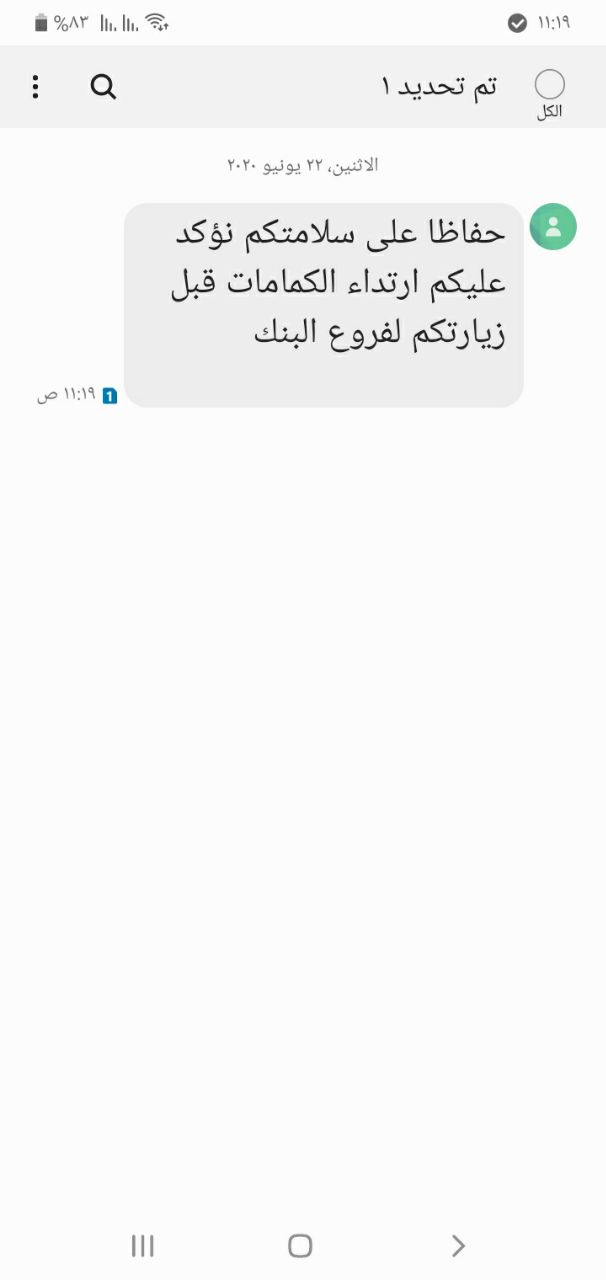 ١١:١٩
%٨٣
تم تحديد ١
الكل
الاثنين، ٢٢ يونيو ٢٠٢٠
حفاظا على سلامتكم نؤكد
عليكم ارتداء الكمامات قبل
زيارتكم لفروع البنك
1 ١١:١٩ ص